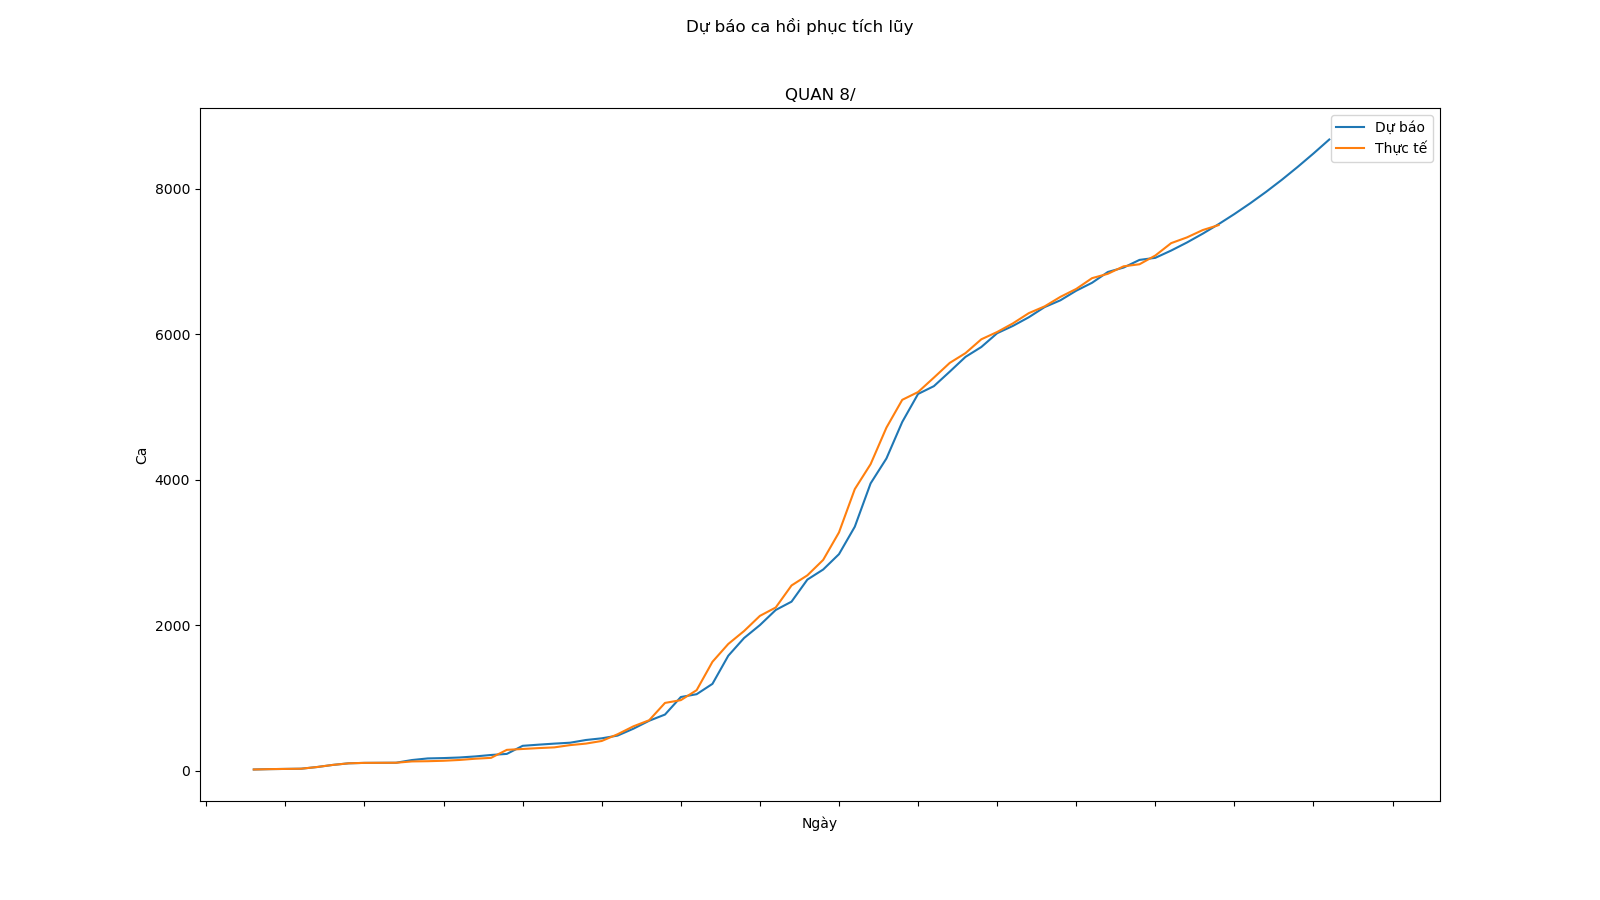 Dự báo ca hồi phục tích lũy
QUAN 8/
Dự báo
Thực tế
8000
6000
4000
2000
0
Ca
Ngày